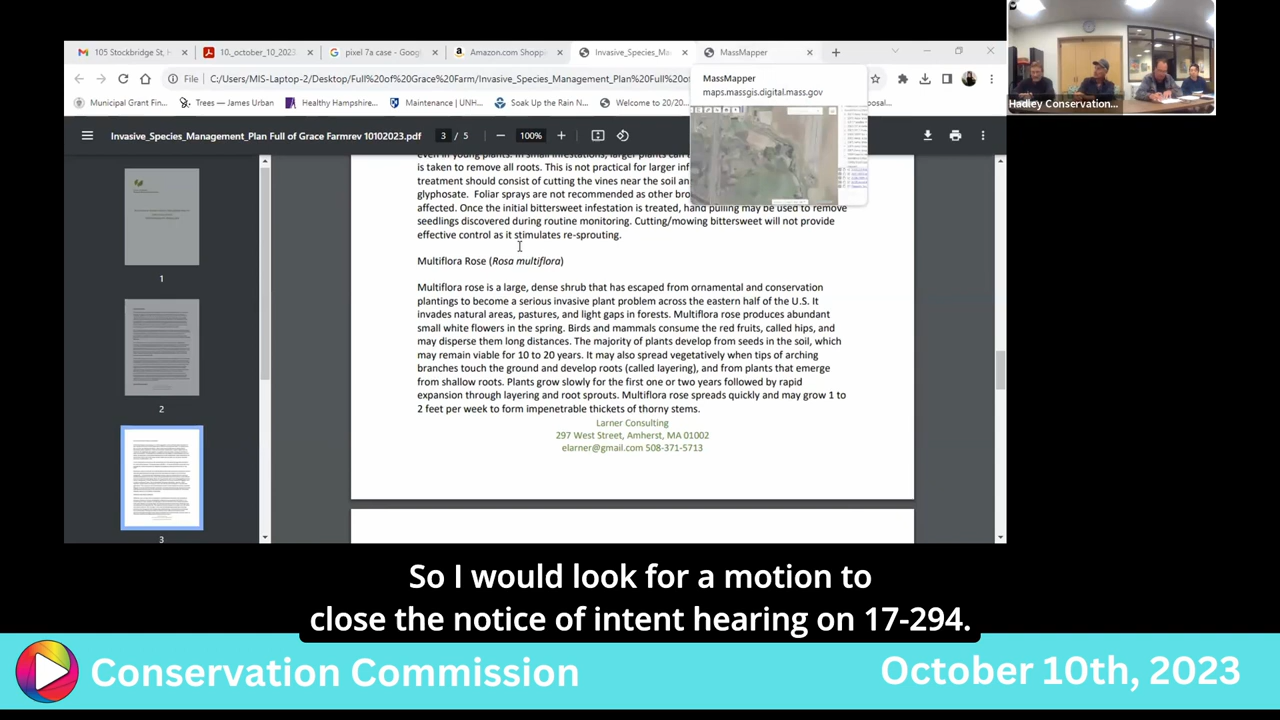 105 Stockbridge St, H
10._october_10_2023
pixel 7a case - Goog
Amazon.com Shopp
Invasive_Species_Ma
MassMapper
File
C:/Users/MIS-Laptop-2/Desktop/Full%20of%20Grace%20Farm/Invasive_Species_Management_Plan%20Full%20of
MassMapper
maps.massgis.digital.mass.gov
Municipal Grant Fin...
Trees — James Urban
Healthy Hampshire...
Maintenance | UNH...
Soak Up the Rain N...
Welcome to 20/20...
Invasive_Species_Management_Plan Full of Grace Farmrev 10102023.pdf
3 / 5
100%
is taken to remove all roots. This is not practical for larger
treatment should consist of cutting the vines near the soil
glyphosate. Foliar sprays are not recommended as other
affected. Once the initial bittersweet infestation is treated, hand pulling may be used to remove
seedlings discovered during routine monitoring. Cutting/mowing bittersweet will not provide
effective control as it stimulates re-sprouting.
Multiflora Rose (Rosa multiflora)
Multiflora rose is a large, dense shrub that has escaped from ornamental and conservation
plantings to become a serious invasive plant problem across the eastern half of the U.S. It
invades natural areas, pastures, and light gaps in forests. Multiflora rose produces abundant
small white flowers in the spring. Birds and mammals consume the red fruits, called hips, and
may disperse them long distances. The majority of plants develop from seeds in the soil, which
may remain viable for 10 to 20 years. It may also spread vegetatively when tips of arching
branches touch the ground and develop roots (called layering), and from plants that emerge
from shallow roots. Plants grow slowly for the first one or two years followed by rapid
expansion through layering and root sprouts. Multiflora rose spreads quickly and may grow 1 to
2 feet per week to form impenetrable thickets of thorny stems.
Larner Consulting
297 West Street, Amherst, MA 01002
elarner@gmail.com 508-371-5713
1
2
3
Hadley Conservation...
So I would look for a motion to
close the notice of intent hearing on 17-294.
Conservation Commission
October 10th, 2023